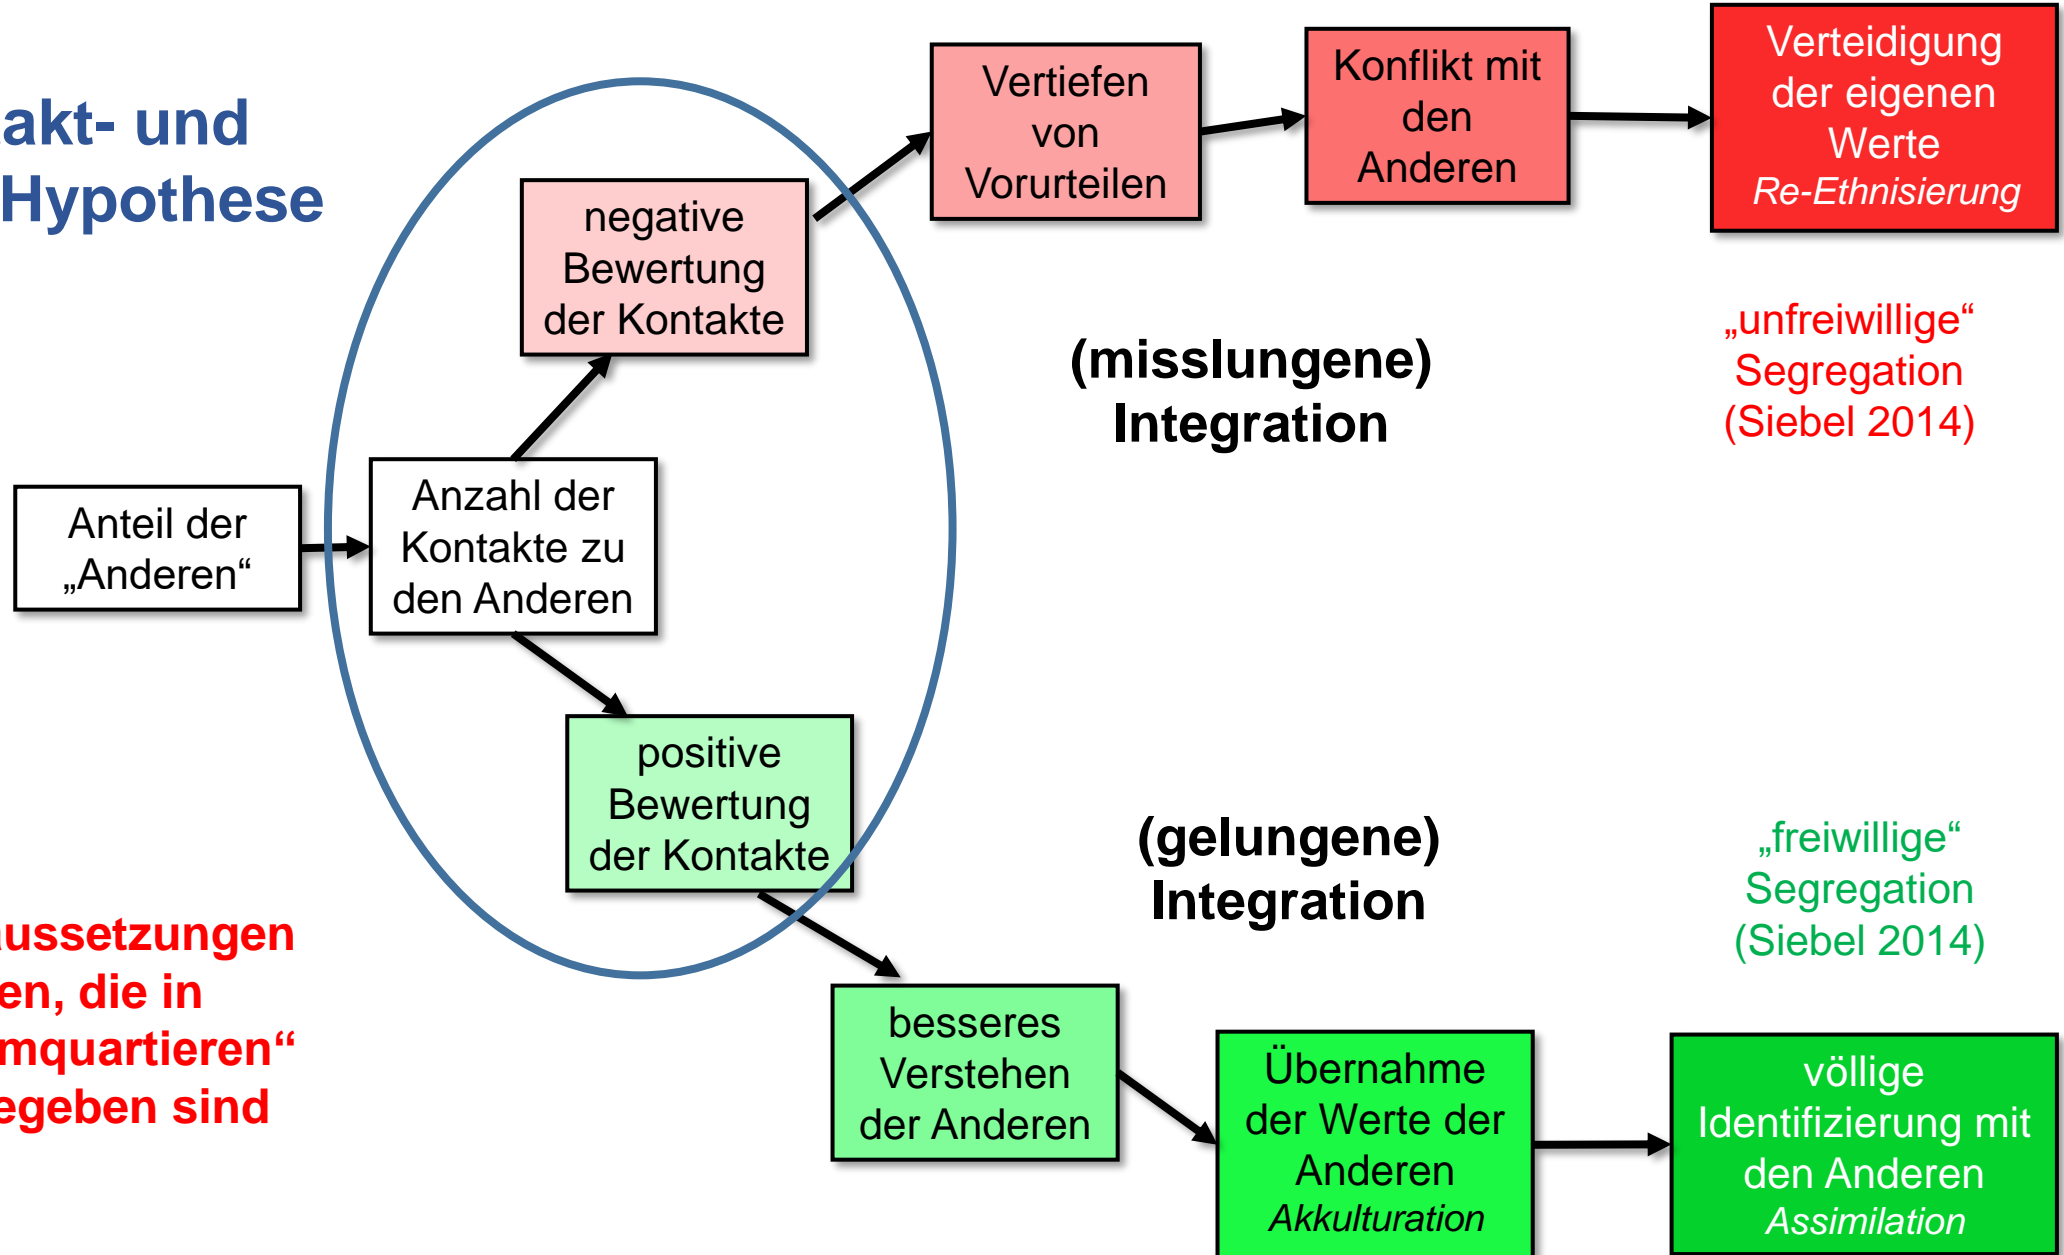 akt- und
Hypothese
Vertiefen
von
Vorurteilen
Konflikt mit
den
Anderen
Verteidigung
der eigenen
Werte
Re-Ethnisierung
negative
Bewertung
der Kontakte
(misslungene)
Integration
„unfreiwillige“
Segregation
(Siebel 2014)
Anteil der
„Anderen“
Anzahl der
Kontakte zu
den Anderen
positive
Bewertung
der Kontakte
(gelungene)
Integration
„freiwillige“
Segregation
(Siebel 2014)
aussetzungen
en, die in
mquartieren“
egeben sind
besseres
Verstehen
der Anderen
Übernahme
der Werte der
Anderen
Akkulturation
völlige
Identifizierung mit
den Anderen
Assimilation